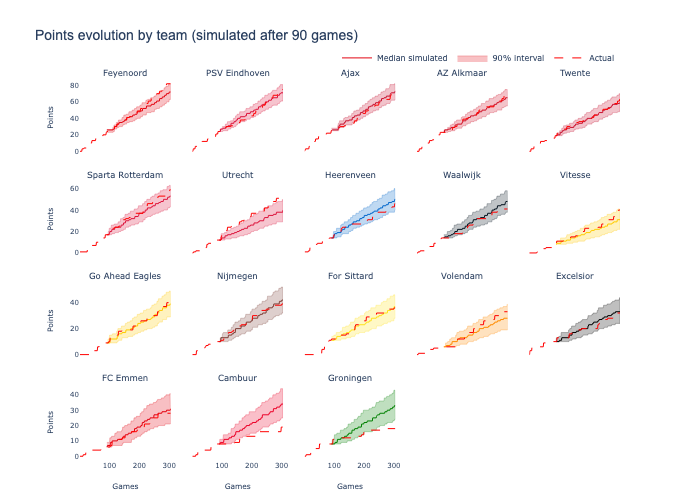 Points evolution by team (simulated after 90 games)
Median simulated 90% interval Actual
Feyenoord PSV Eindhoven Ajax AZ Alkmaar Twente
80
60
Points
40
20
0
Sparta Rotterdam Utrecht Heerenveen Waalwijk Vitesse
60
40
Points
20
0
Go Ahead Eagles Nijmegen For Sittard Volendam Excelsior
40
Points
20
0
FC Emmen Cambuur Groningen
40
30
Points
20
10
0
100 200 300 100 200 300 100 200 300
Games Games Games